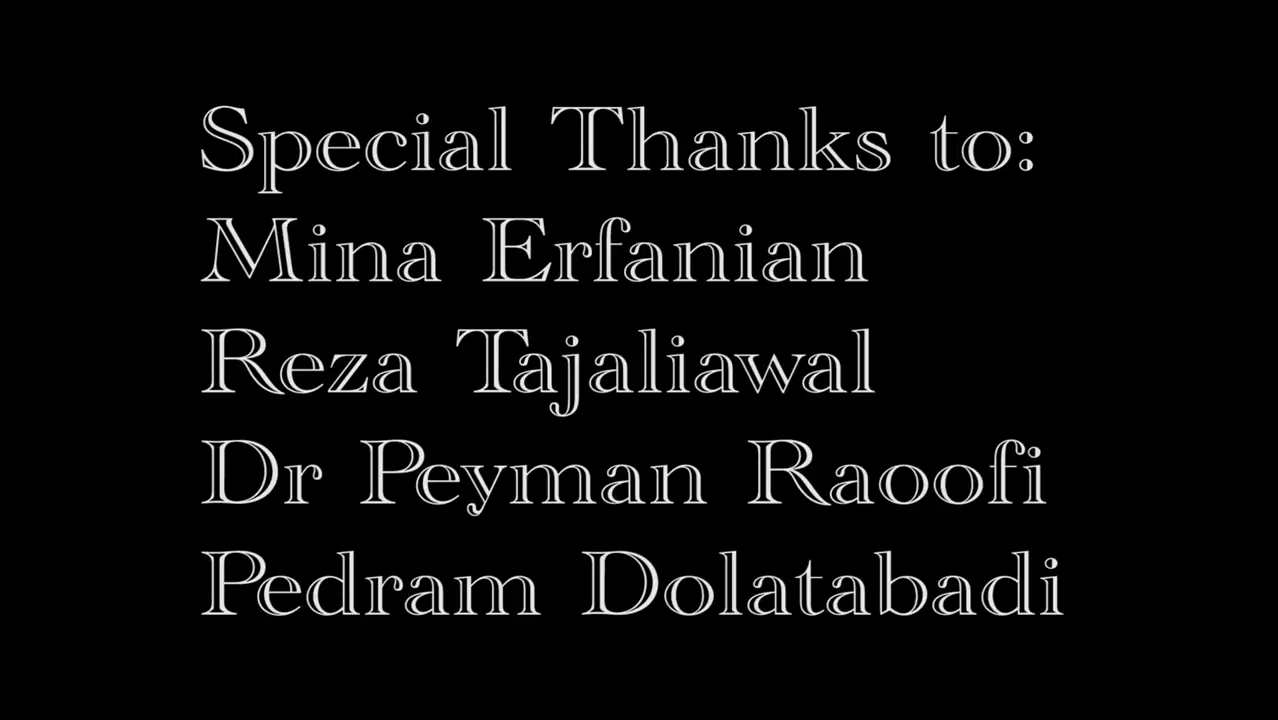 Special Thanks to:
Mina Erfanian
Reza Tajaliawal
Dr Peyman Raoofi
Pedram Dolatabadi